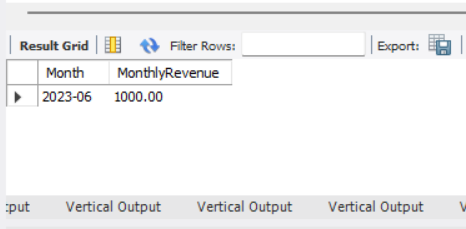 Result Grid Filter Rows: Export:
Month MonthlyRevenue
2023-06 1000.00
Vertical Output Vertical Output Vertical Output